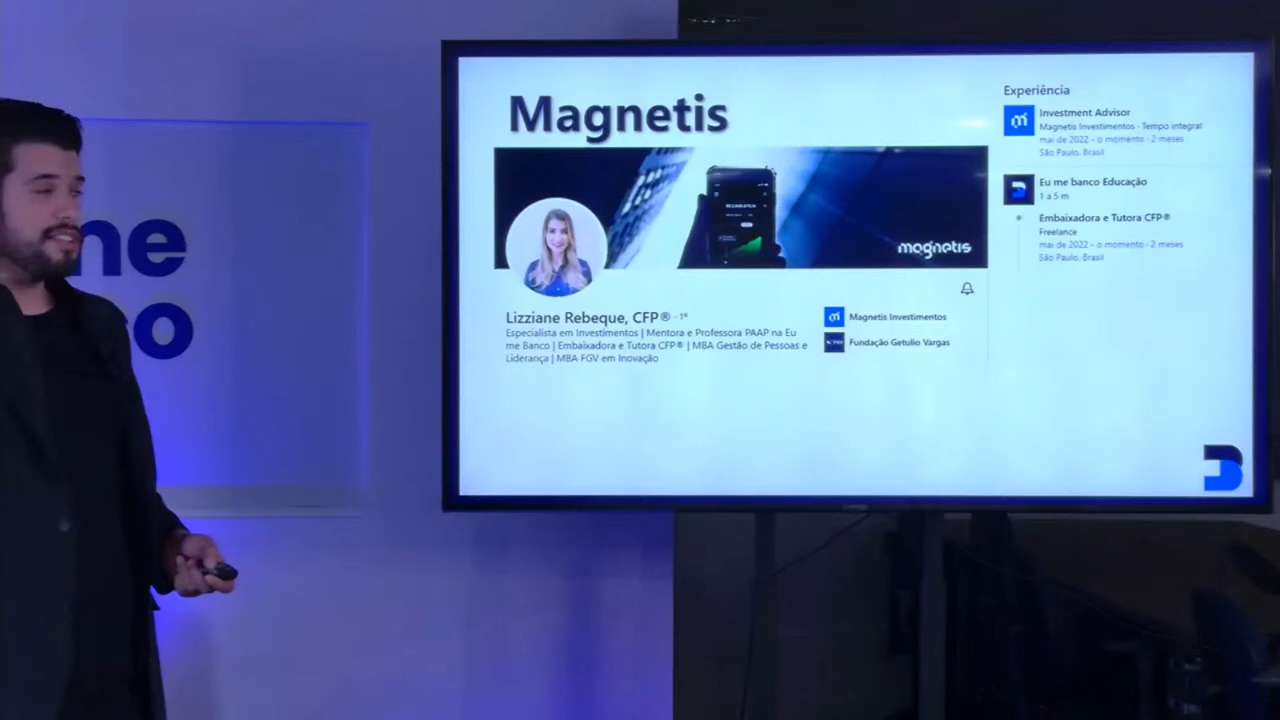 me
co
Magnetis
magnetis
Lizziane Rebeque, CFP® · 1º
Especialista em Investimentos | Mentora e Professora PAAP na Eu
me Banco | Embaixadora e Tutora CFP® | MBA Gestão de Pessoas e
Liderança | MBA FGV em Inovação
Magnetis Investimentos
Fundação Getulio Vargas
Experiência
Investment Advisor
Magnetis Investimentos · Tempo integral
mai de 2022 – o momento · 2 meses
São Paulo, Brasil
Eu me banco Educação
1 a 5 m
Embaixadora e Tutora CFP®
Freelance
mai de 2022 – o momento · 2 meses
São Paulo, Brasil